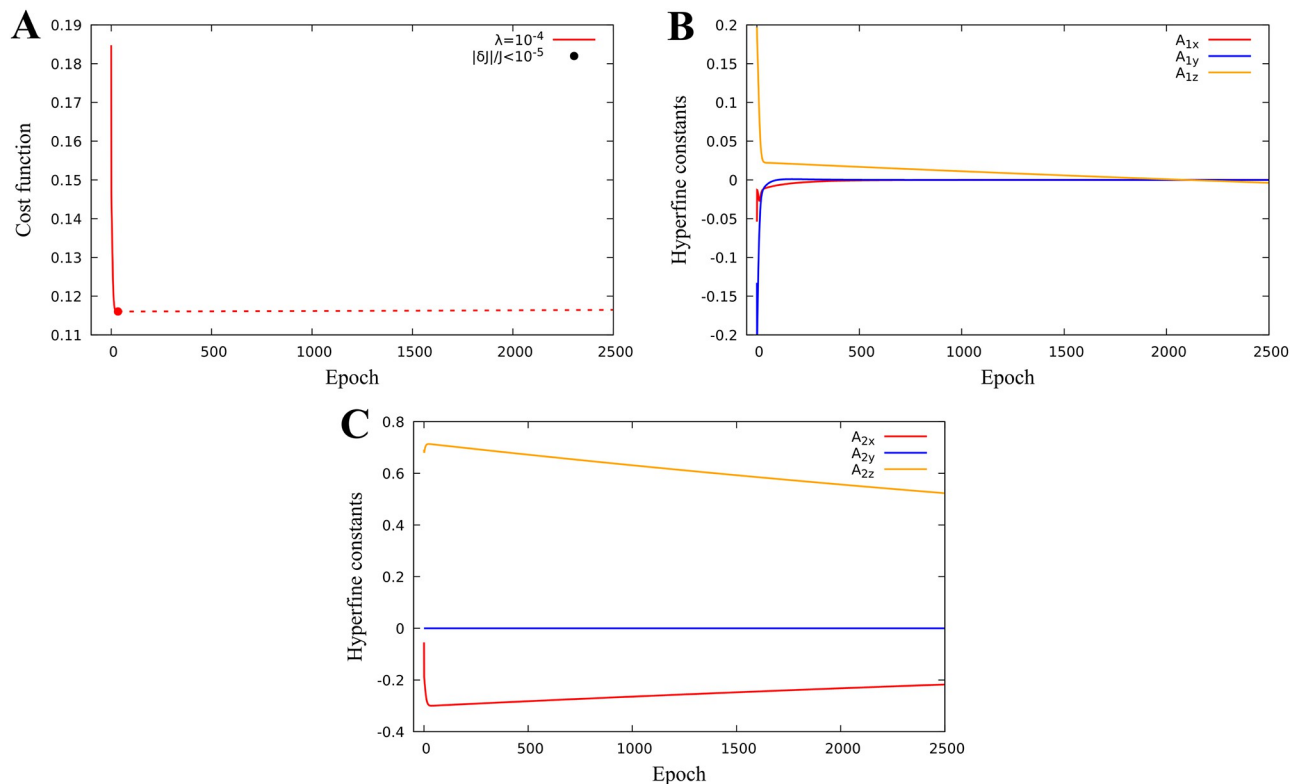 A
Cost function
0.19
0.18
0.17
0.16
0.15
0.14
0.13
0.12
0.11
λ=10⁻⁴
|δJ|/J<10⁻⁵
0 500 1000 1500 2000 2500
Epoch
B
Hyperfine constants
0.2
0.15
0.1
0.05
0
-0.05
-0.1
-0.15
-0.2
A₁ₓ
A₁y
A₁z
0 500 1000 1500 2000 2500
Epoch
C
Hyperfine constants
0.8
0.6
0.4
0.2
0
-0.2
-0.4
A₂ₓ
A₂y
A₂z
0 500 1000 1500 2000 2500
Epoch